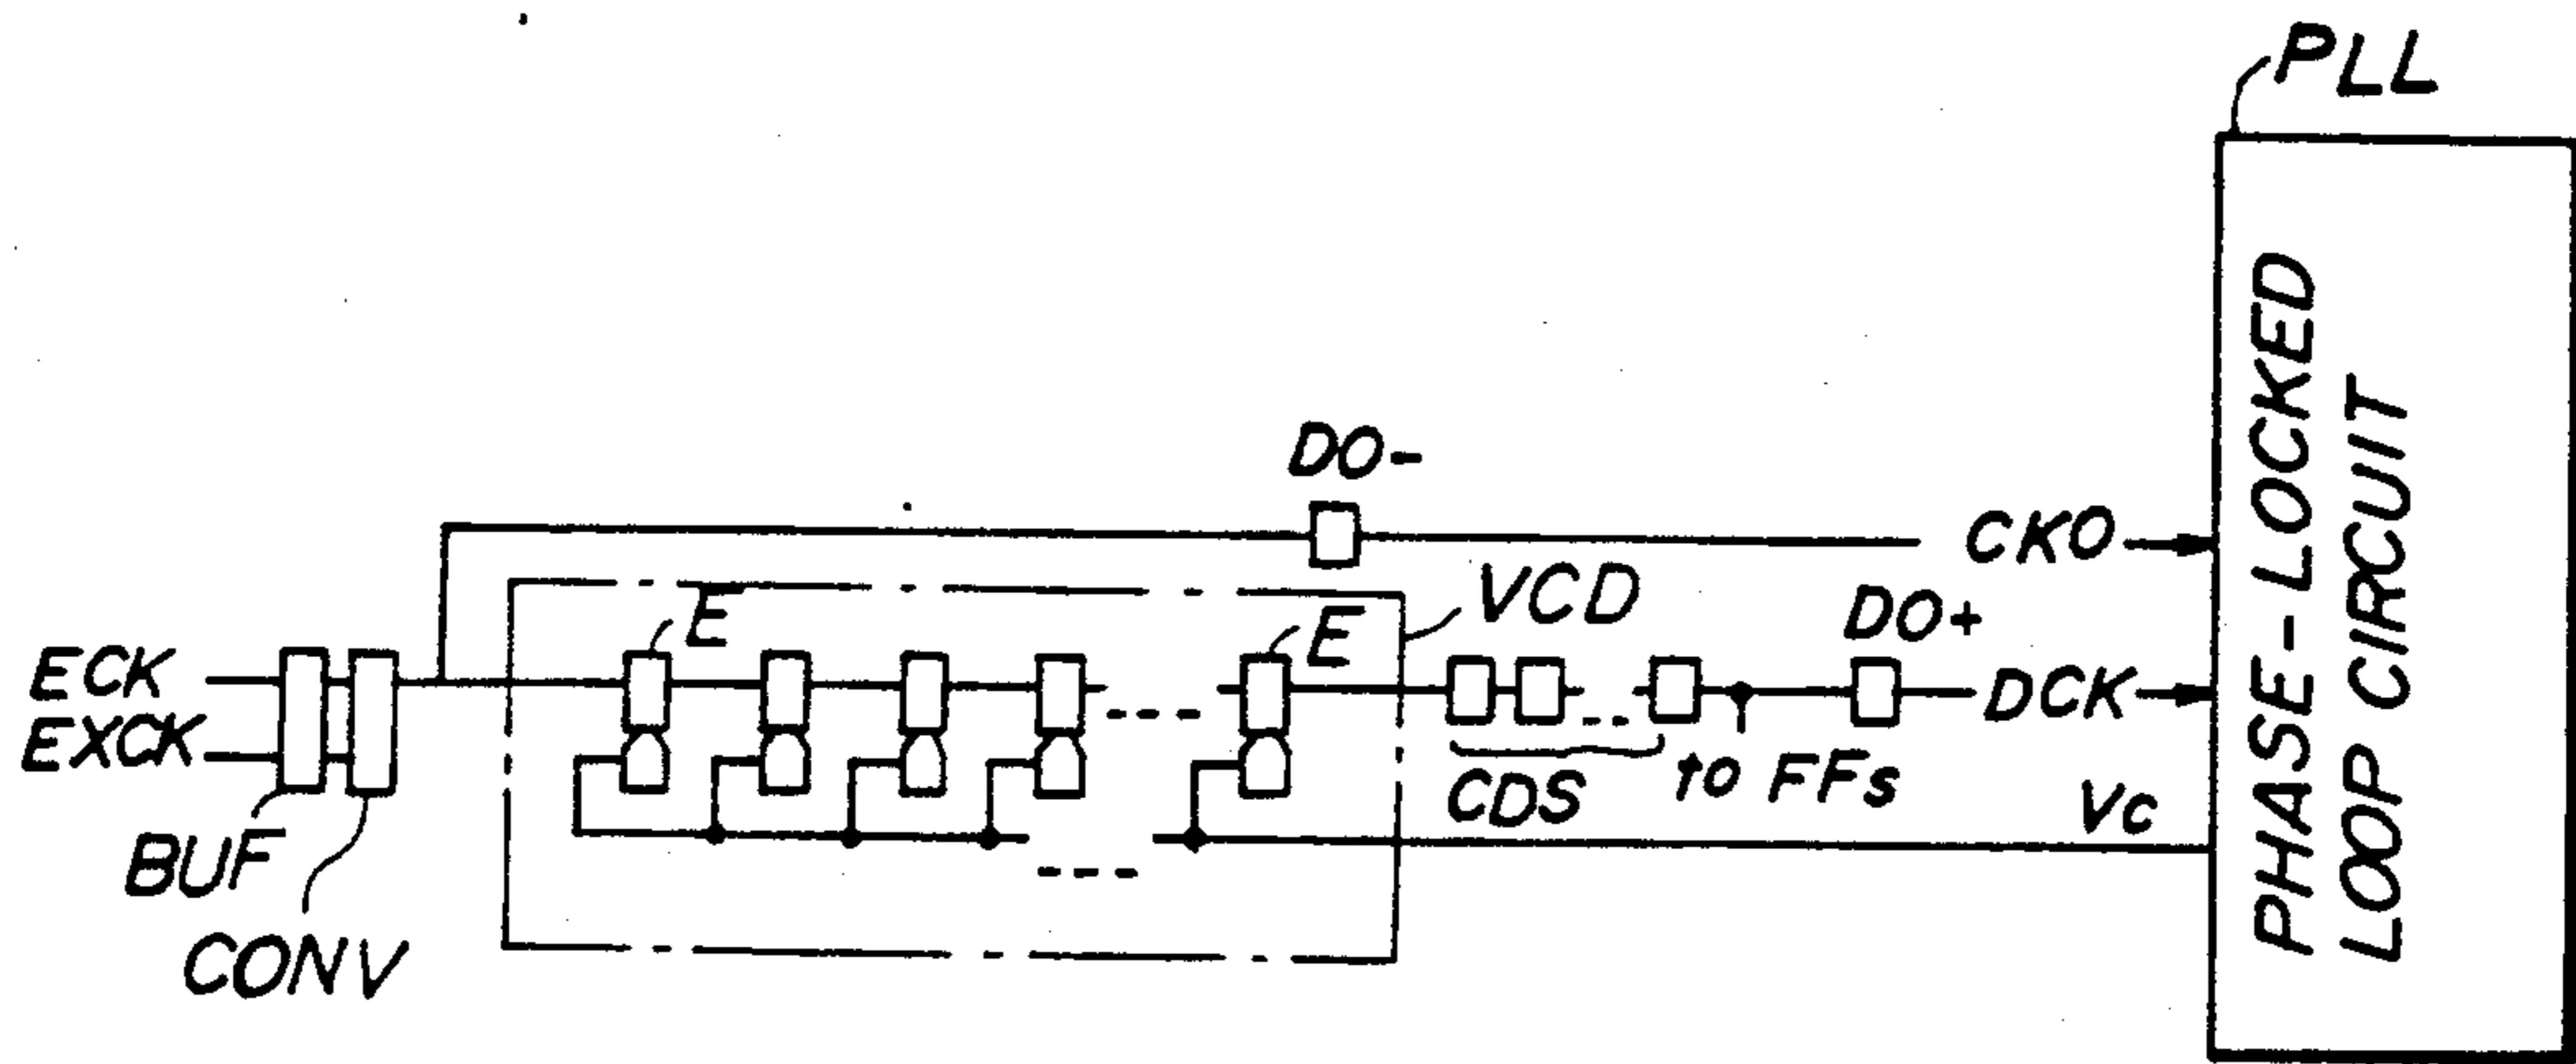 PLL
PHASE-LOCKED
LOOP CIRCUIT
DO-
CKO
VCD
E
E
DO+
ECK
EXCK
DCK
CDS
to FFs
Vc
BUF
CONV